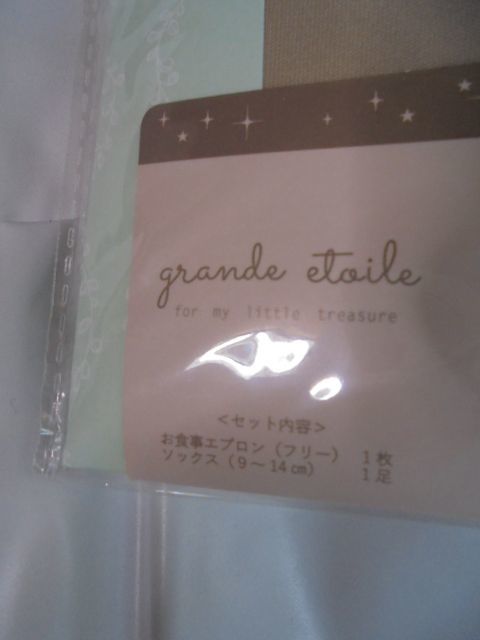 grande etoile
for my little treasure
＜セット内容＞
お食事エプロン（フリー） 1枚
ソックス（9～14㎝） 1足